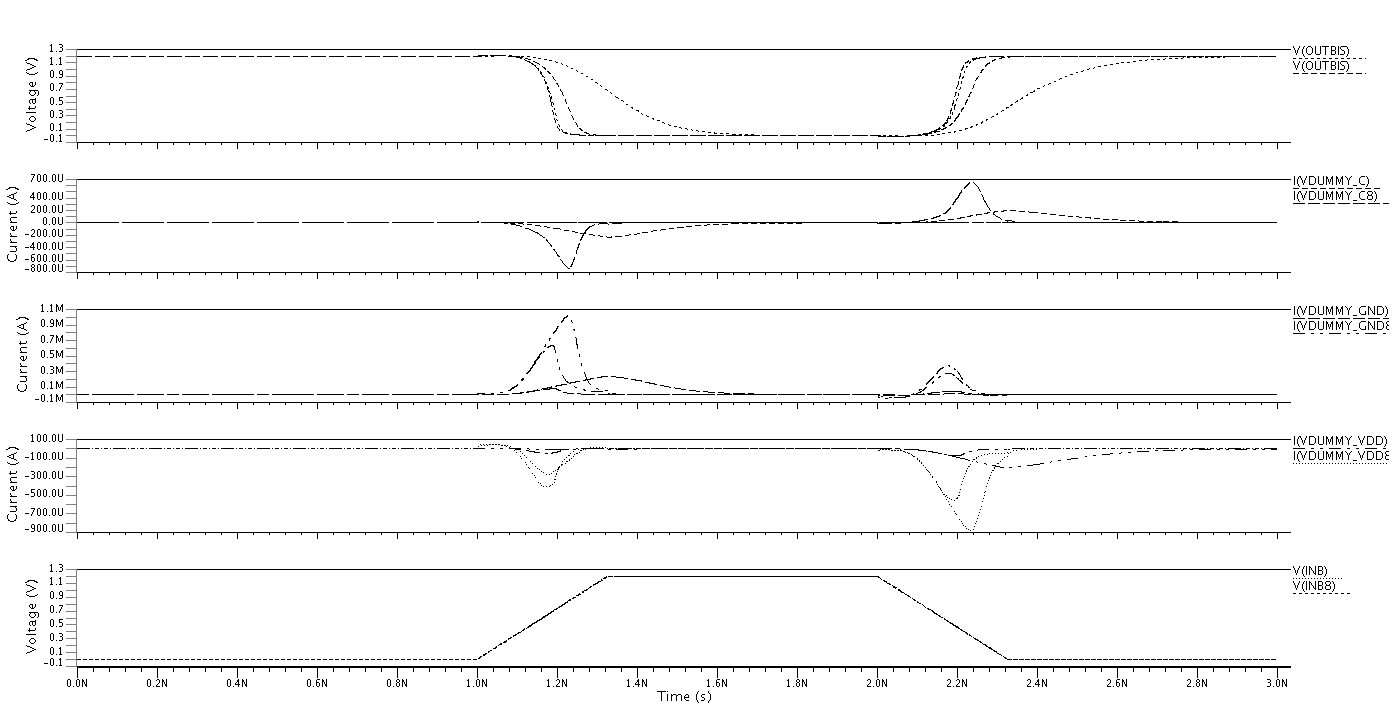 1.3
1.1
0.9
0.7
0.5
0.3
0.1
-0.1
Voltage (V)
V(OUTBIS)
V(OUTBIS)
700.0U
400.0U
200.0U
0.0U
-200.0U
-400.0U
-600.0U
-800.0U
Current (A)
I(VDUMMY_C)
I(VDUMMY_C8)
1.1M
0.9M
0.7M
0.5M
0.3M
0.1M
-0.1M
Current (A)
I(VDUMMY_GND)
I(VDUMMY_GND8
100.0U
-100.0U
-300.0U
-500.0U
-700.0U
-900.0U
Current (A)
I(VDUMMY_VDD)
I(VDUMMY_VDD8
1.3
1.1
0.9
0.7
0.5
0.3
0.1
-0.1
Voltage (V)
V(INB)
V(INB8)
0.0N 0.2N 0.4N 0.6N 0.8N 1.0N 1.2N 1.4N 1.6N 1.8N 2.0N 2.2N 2.4N 2.6N 2.8N 3.0N
Time (s)